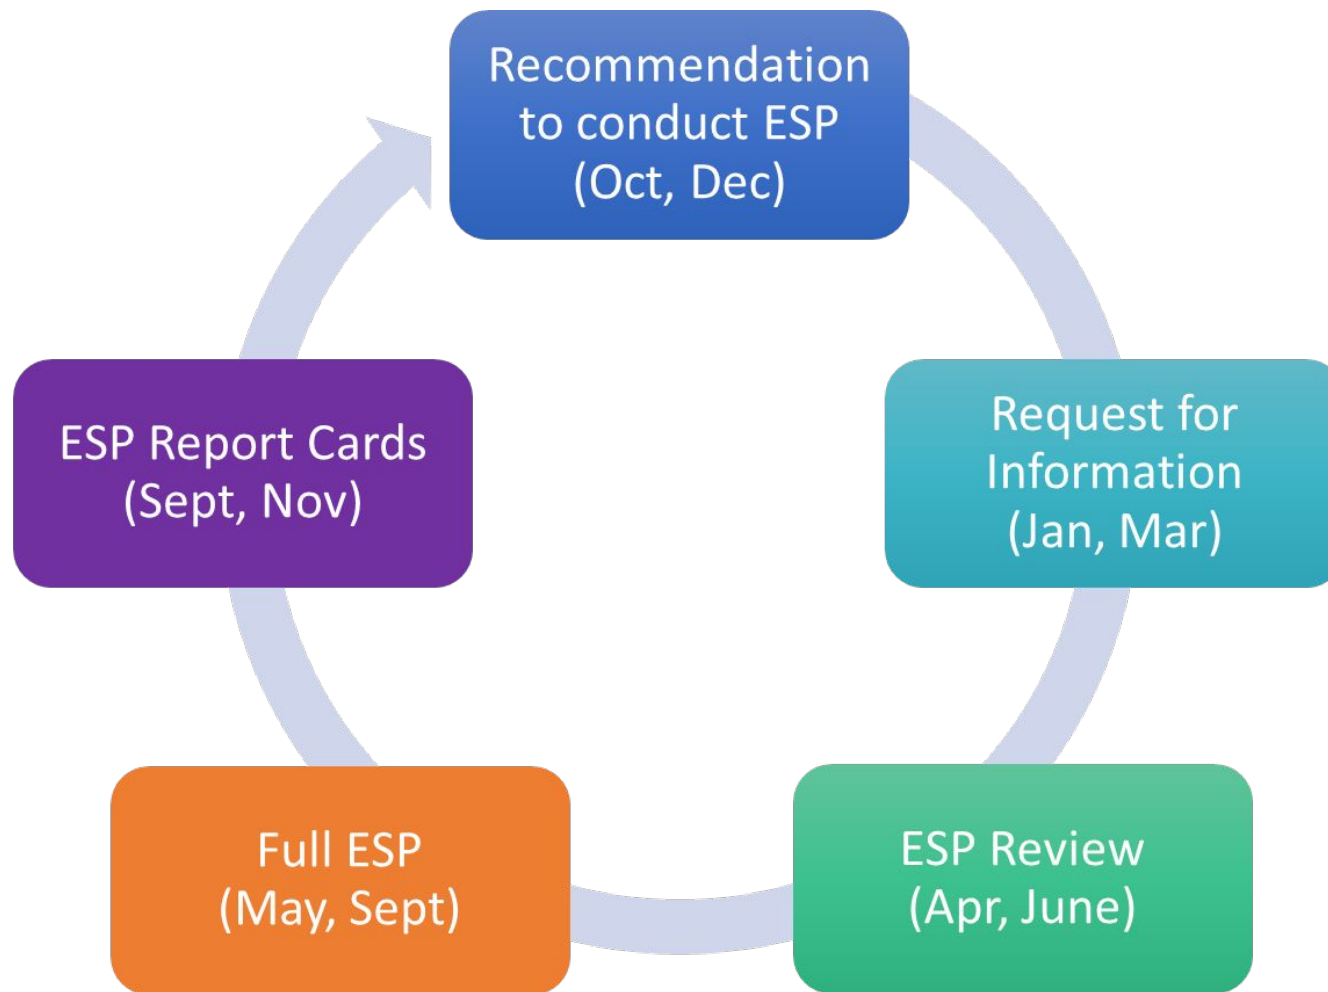 Recommendation
to conduct ESP
(Oct, Dec)
Request for
Information
(Jan, Mar)
ESP Review
(Apr, June)
Full ESP
(May, Sept)
ESP Report Cards
(Sept, Nov)